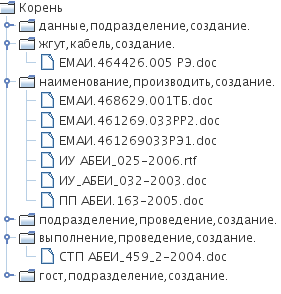 Корень
данные,подразделение,создание.
жгут,кабель,создание.
ЕМАИ.464426.005 РЭ.doc
наименование,производить,создание.
ЕМАИ.468629.001ТБ.doc
ЕМАИ.461269.033РР2.doc
ЕМАИ.461269033РЭ1.doc
ИУ АБЕИ_025-2006.rtf
ИУ_АБЕИ_032-2003.doc
ПП АБЕИ.163-2005.doc
подразделение,проведение,создание.
выполнение,проведение,создание.
СТП АБЕИ_459_2-2004.doc
гост,подразделение,создание.